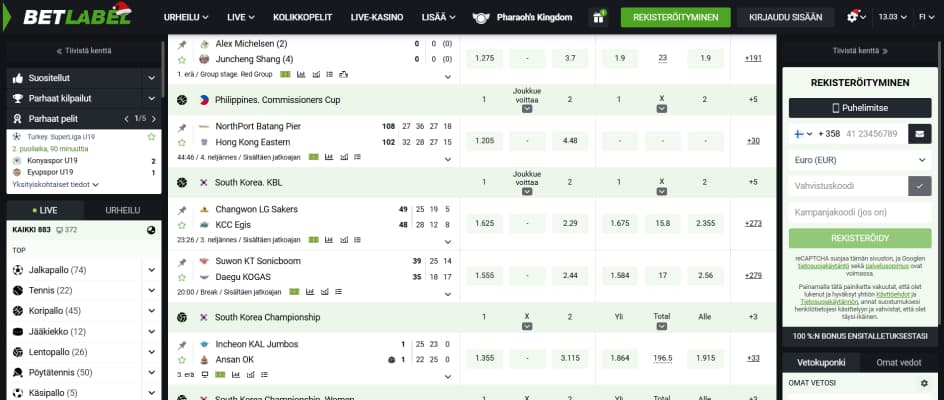 BETLABEL URHEILU LIVE KOLIKKOPELIT LIVE-KASINO LISÄÄ Pharaoh's Kingdom 1 REKISTERÖITYMINEN KIRJAUDU SISÄÄN 13.03 FI
Tiivistä kenttä
Suositellut
Parhaat kilpailut
Parhaat pelit 1/5
Turkey. SuperLiga U19
2. puoliaika, 90 minuuttia
Konyaspor U19 2
Eyupspor U19 1
Yksityiskohtaiset tiedot
LIVE URHEILU
KAIKKI 883 372
TOP
Jalkapallo (74)
Tennis (22)
Koripallo (45)
Jääkiekko (12)
Lentopallo (26)
Pöytätennis (50)
Käsipallo (5)
Alex Michelsen (2) 0 0 (0)
Juncheng Shang (4) 0 0 (0)
1.275 - 3.7 1.9 23 1.9 +191
1. erä / Group stage. Red Group
Philippines. Commissioners Cup 1 Joukkue voittaa 2 1 X 2 +5
NorthPort Batang Pier 108 27 36 27 18
Hong Kong Eastern 102 32 28 27 15
1.205 - 4.48 - - - +30
44:46 / 4. neljännes / Sisältäen jatkoajan
South Korea. KBL 1 Joukkue voittaa 2 1 X 2 +5
Changwon LG Sakers 49 25 19 5
KCC Egis 48 28 12 8
1.625 - 2.29 1.675 15.8 2.355 +273
23:26 / 3. neljännes / Sisältäen jatkoajan
Suwon KT Sonicboom 39 25 14
Daegu KOGAS 35 18 17
1.555 - 2.44 1.584 17 2.56 +279
20:00 / Break / Sisältäen jatkoajan
South Korea Championship 1 X 2 Yli Total Alle +3
Incheon KAL Jumbos 1 25 23 0
Ansan OK 1 22 25 0
1.355 - 3.115 1.864 196.5 1.915 +33
3. erä
South Korea Championship. Women
Tiivistä kenttä
REKISTERÖITYMINEN
Puhelimitse
+ 358 41 23456789
Euro (EUR)
Vahvistuskoodi
Kampanjakoodi (jos on)
REKISTERÖIDY
reCAPTCHA suojaa tämän sivuston, ja Googlen
tietosuojakäytäntö sekä palvelusopimus ovat
voimassa.
Painamalla tätä painiketta vakuutat, että olet
lukenut ja hyväksyt yhtiön Käyttöehdot ja
Tietosuojakäytännön, annat suostumuksesi
henkilötietojesi käsittelyyn ja vahvistat, että olet
täysi-ikäinen.
100 %:N BONUS ENSITALLETUKSESTASI
Vetokuponki Omat vedot
OMAT VETOSI